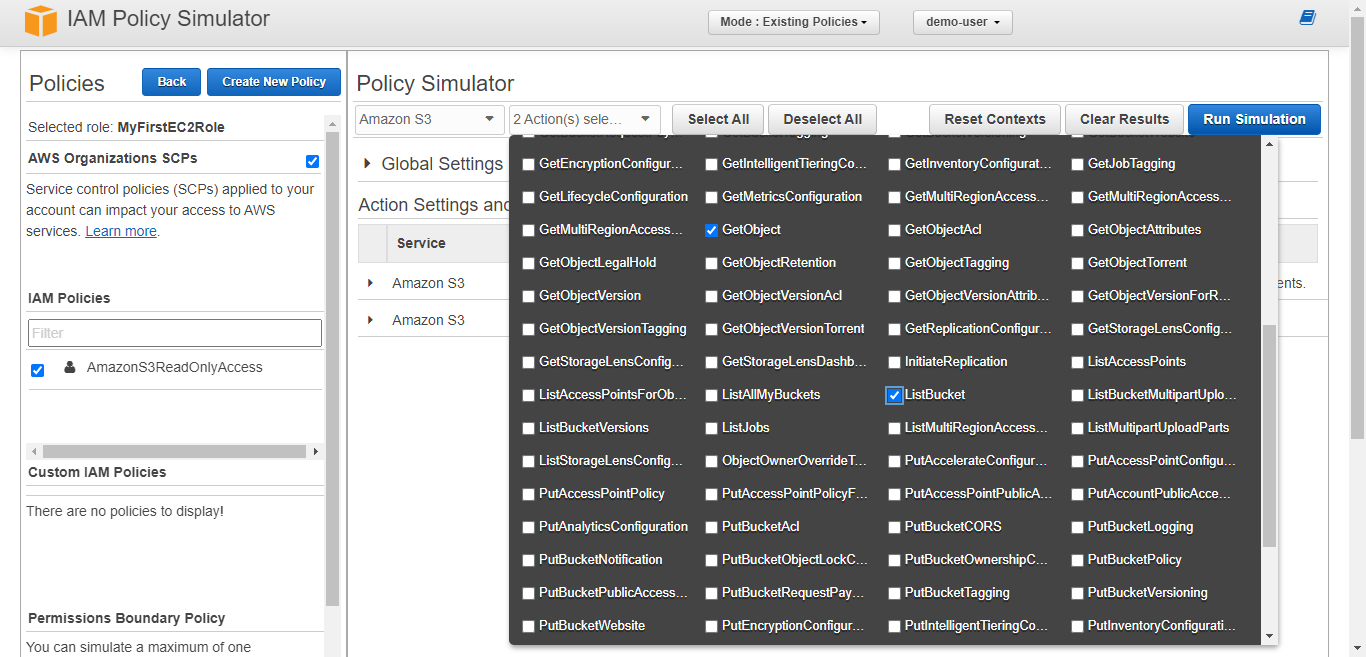 IAM Policy Simulator
Mode : Existing Policies
demo-user
Policies
Back
Create New Policy
Selected role: MyFirstEC2Role
AWS Organizations SCPs
Service control policies (SCPs) applied to your
account can impact your access to AWS
services. Learn more.
IAM Policies
Filter
AmazonS3ReadOnlyAccess
Custom IAM Policies
There are no policies to display!
Permissions Boundary Policy
You can simulate a maximum of one
Policy Simulator
Amazon S3
2 Action(s) sele...
Select All
Deselect All
Reset Contexts
Clear Results
Run Simulation
Global Settings
Action Settings and
Service
Amazon S3
ents.
Amazon S3
GetEncryptionConfigur... GetIntelligentTieringCo... GetInventoryConfigurat... GetJobTagging
GetLifecycleConfiguration GetMetricsConfiguration GetMultiRegionAccess... GetMultiRegionAccess...
GetMultiRegionAccess... GetObject GetObjectAcl GetObjectAttributes
GetObjectLegalHold GetObjectRetention GetObjectTagging GetObjectTorrent
GetObjectVersion GetObjectVersionAcl GetObjectVersionAttrib... GetObjectVersionForR...
GetObjectVersionTagging GetObjectVersionTorrent GetReplicationConfigur... GetStorageLensConfig...
GetStorageLensConfig... GetStorageLensDashb... InitiateReplication ListAccessPoints
ListAccessPointsForOb... ListAllMyBuckets ListBucket ListBucketMultipartUplo...
ListBucketVersions ListJobs ListMultiRegionAccess... ListMultipartUploadParts
ListStorageLensConfig... ObjectOwnerOverrideT... PutAccelerateConfigur... PutAccessPointConfigu...
PutAccessPointPolicy PutAccessPointPolicyF... PutAccessPointPublicA... PutAccountPublicAcce...
PutAnalyticsConfiguration PutBucketAcl PutBucketCORS PutBucketLogging
PutBucketNotification PutBucketObjectLockC... PutBucketOwnershipC... PutBucketPolicy
PutBucketPublicAccess... PutBucketRequestPay... PutBucketTagging PutBucketVersioning
PutBucketWebsite PutEncryptionConfigur... PutIntelligentTieringCo... PutInventoryConfigurati...